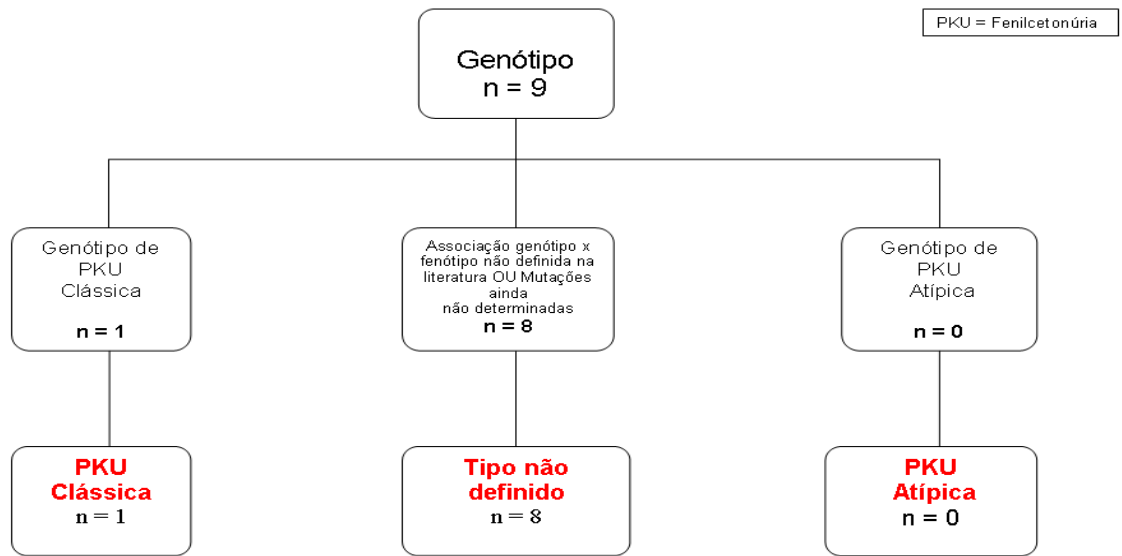 PKU = Fenilcetonúria
Genótipo
n = 9
Genótipo de
PKU
Clássica
n = 1
Associação genótipo x
fenótipo não definida na
literatura OU Mutações
ainda
não determinadas
n = 8
Genótipo de
PKU
Atípica
n = 0
PKU
Clássica
n = 1
Tipo não
definido
n = 8
PKU
Atípica
n = 0